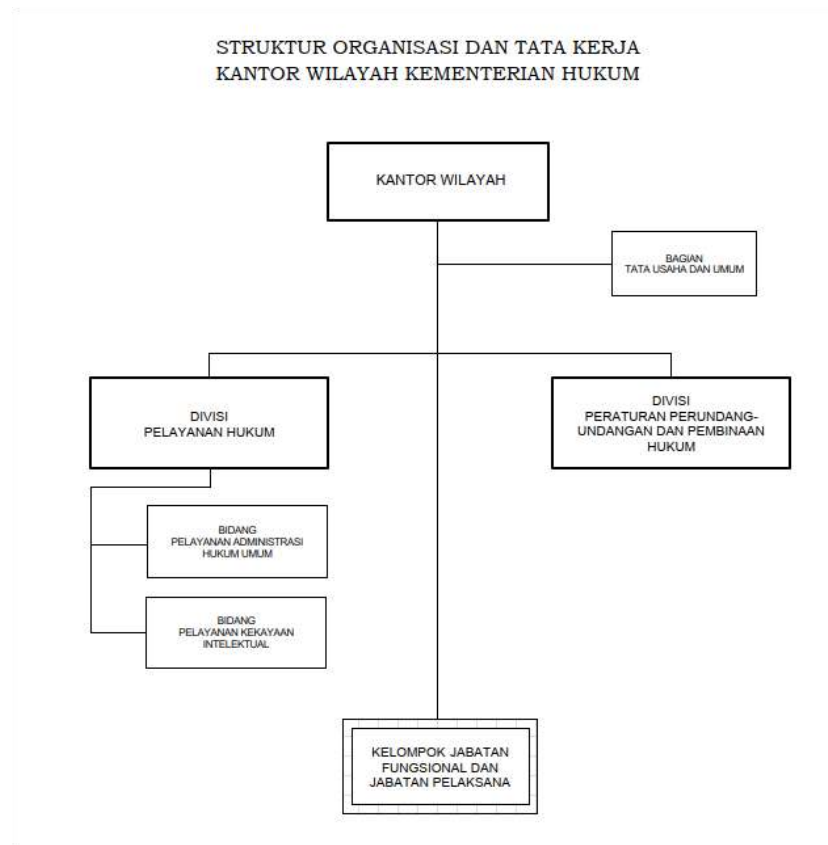 STRUKTUR ORGANISASI DAN TATA KERJA
KANTOR WILAYAH KEMENTERIAN HUKUM
KANTOR WILAYAH
BAGIAN
TATA USAHA DAN UMUM
DIVISI
PELAYANAN HUKUM
DIVISI
PERATURAN PERUNDANG-
UNDANGAN DAN PEMBINAAN
HUKUM
BIDANG
PELAYANAN ADMINISTRASI
HUKUM UMUM
BIDANG
PELAYANAN KEKAYAAN
INTELEKTUAL
KELOMPOK JABATAN
FUNGSIONAL DAN
JABATAN PELAKSANA